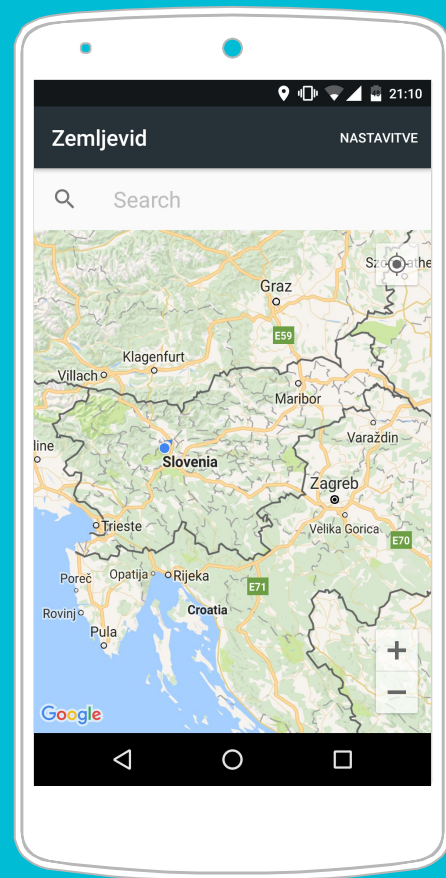 21:10
Zemljevid NASTAVITVE
Search
Graz
E59
Klagenfurt
Villach
Maribor
Varaždin
Slovenia
Zagreb
Trieste
Velika Gorica
E70
Poreč Opatija Rijeka
E71
Rovinj
Croatia
Pula
+
−
Google